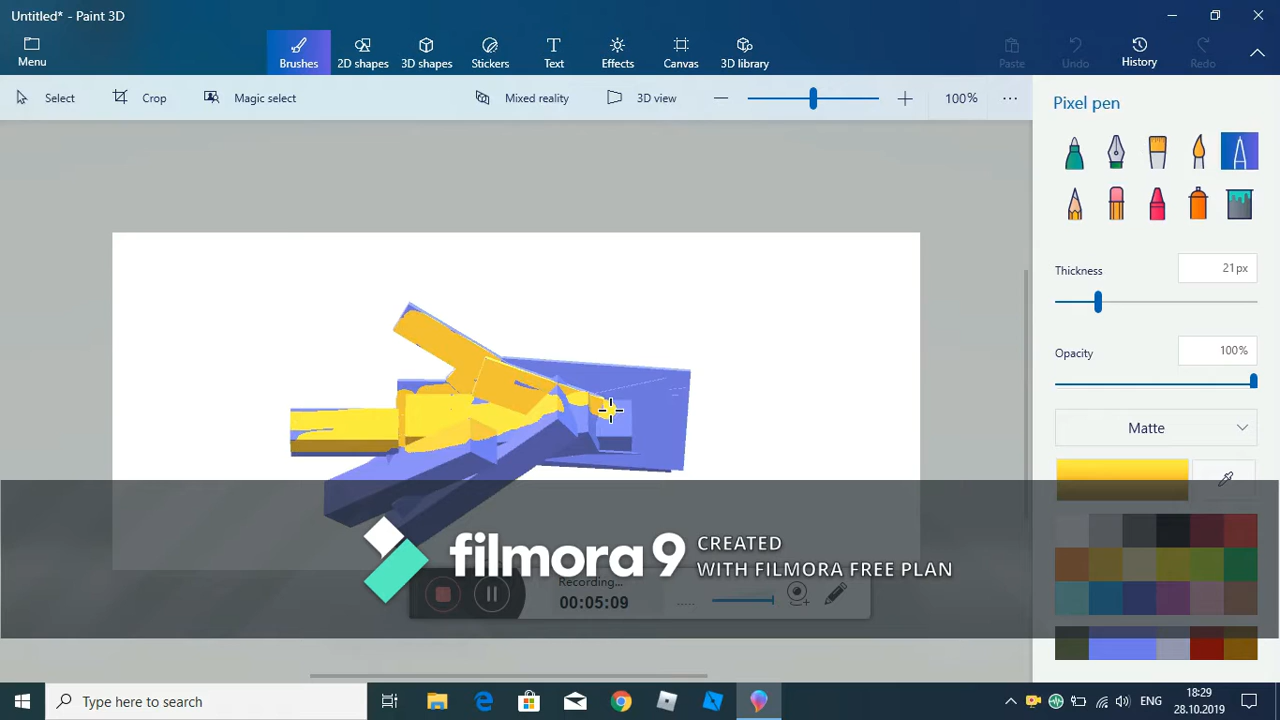 Untitled* - Paint 3D
Menu
Brushes
2D shapes
3D shapes
Stickers
Text
Effects
Canvas
3D library
Paste
Undo
History
Redo
Select
Crop
Magic select
Mixed reality
3D view
100%
Pixel pen
Thickness
21px
Opacity
100%
Matte
filmora9
CREATED
WITH FILMORA FREE PLAN
Recording...
00:05:09
Type here to search
ENG
18:29
28.10.2019